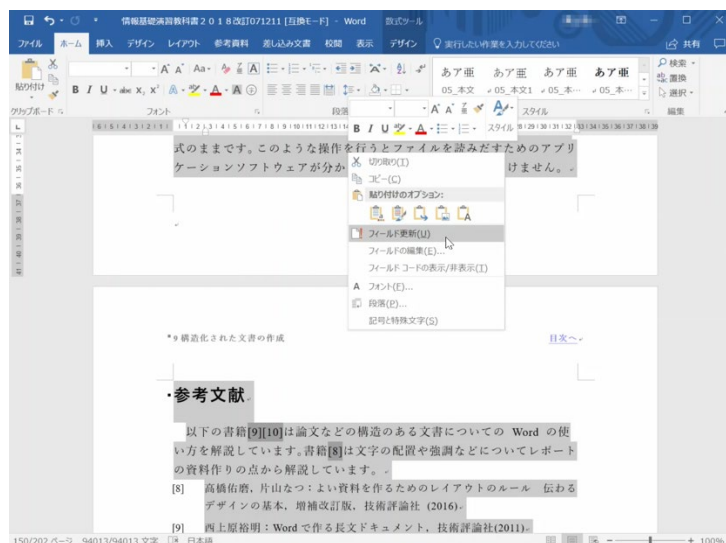 情報基礎演習教科書2018改訂071211 [互換モード] - Word
数式ツール
ファイル ホーム 挿入 デザイン レイアウト 参考資料 差し込み文書 校閲 表示 デザイン 実行したい作業を入力してください 共有
貼り付け
クリップボード
フォント
段落
あア亜 あア亜 あア亜 あア亜
05_本文 05_本文1 05_本… 05_本…
スタイル
検索
置換
選択
編集
スタイル
式のままです。このような操作を行うとファイルを読みだすためのアプリ
ケーションソフトウェアが分か
けません。
切り取り(T)
コピー(C)
貼り付けのオプション:
フィールド更新(U)
フィールドの編集(E)...
フィールド コードの表示/非表示(T)
フォント(F)...
段落(P)...
記号と特殊文字(S)
*9 構造化された文書の作成
目次へ
参考文献
以下の書籍[9][10]は論文などの構造のある文書についての Word の使
い方を解説しています。書籍[8]は文字の配置や強調などについてレポート
の資料作りの点から解説しています。
[8] 高橋佑磨，片山なつ：よい資料を作るためのレイアウトのルール 伝わる
デザインの基本，増補改訂版，技術評論社 (2016)
[9] 西上原裕明：Word で作る長文ドキュメント，技術評論社(2011)
150/202 ページ 94013/94013 文字 日本語
100%